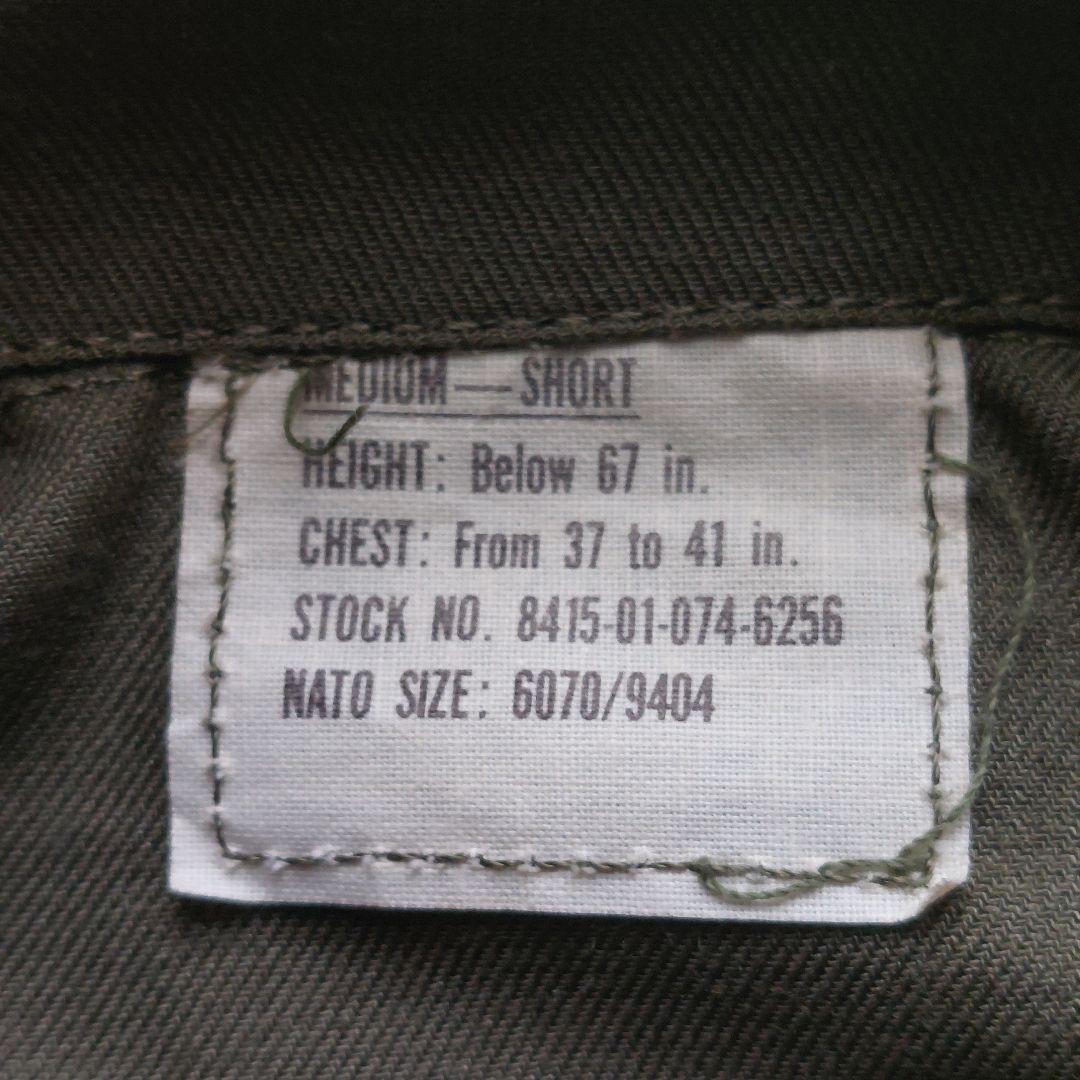 MEDIUM — SHORT
HEIGHT: Below 67 in.
CHEST: From 37 to 41 in.
STOCK NO. 8415-01-074-6256
NATO SIZE: 6070/9404